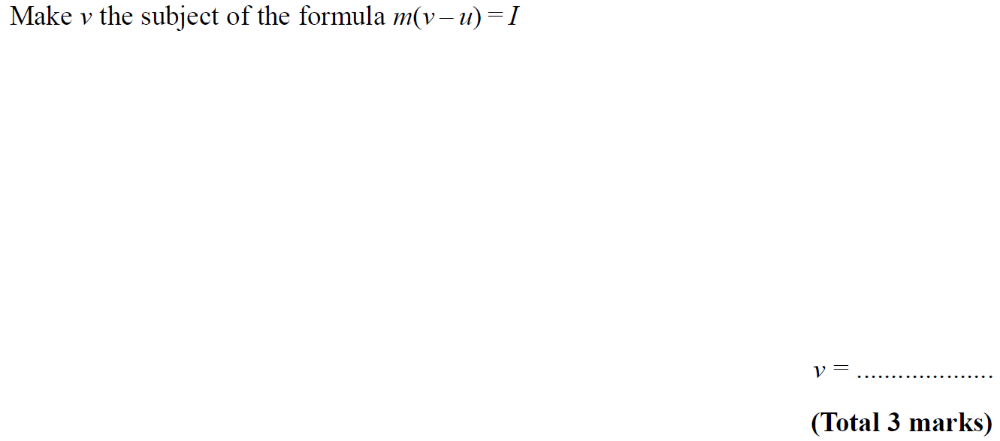 Make v the subject of the formula m(v – u) = I
v = ....................
(Total 3 marks)